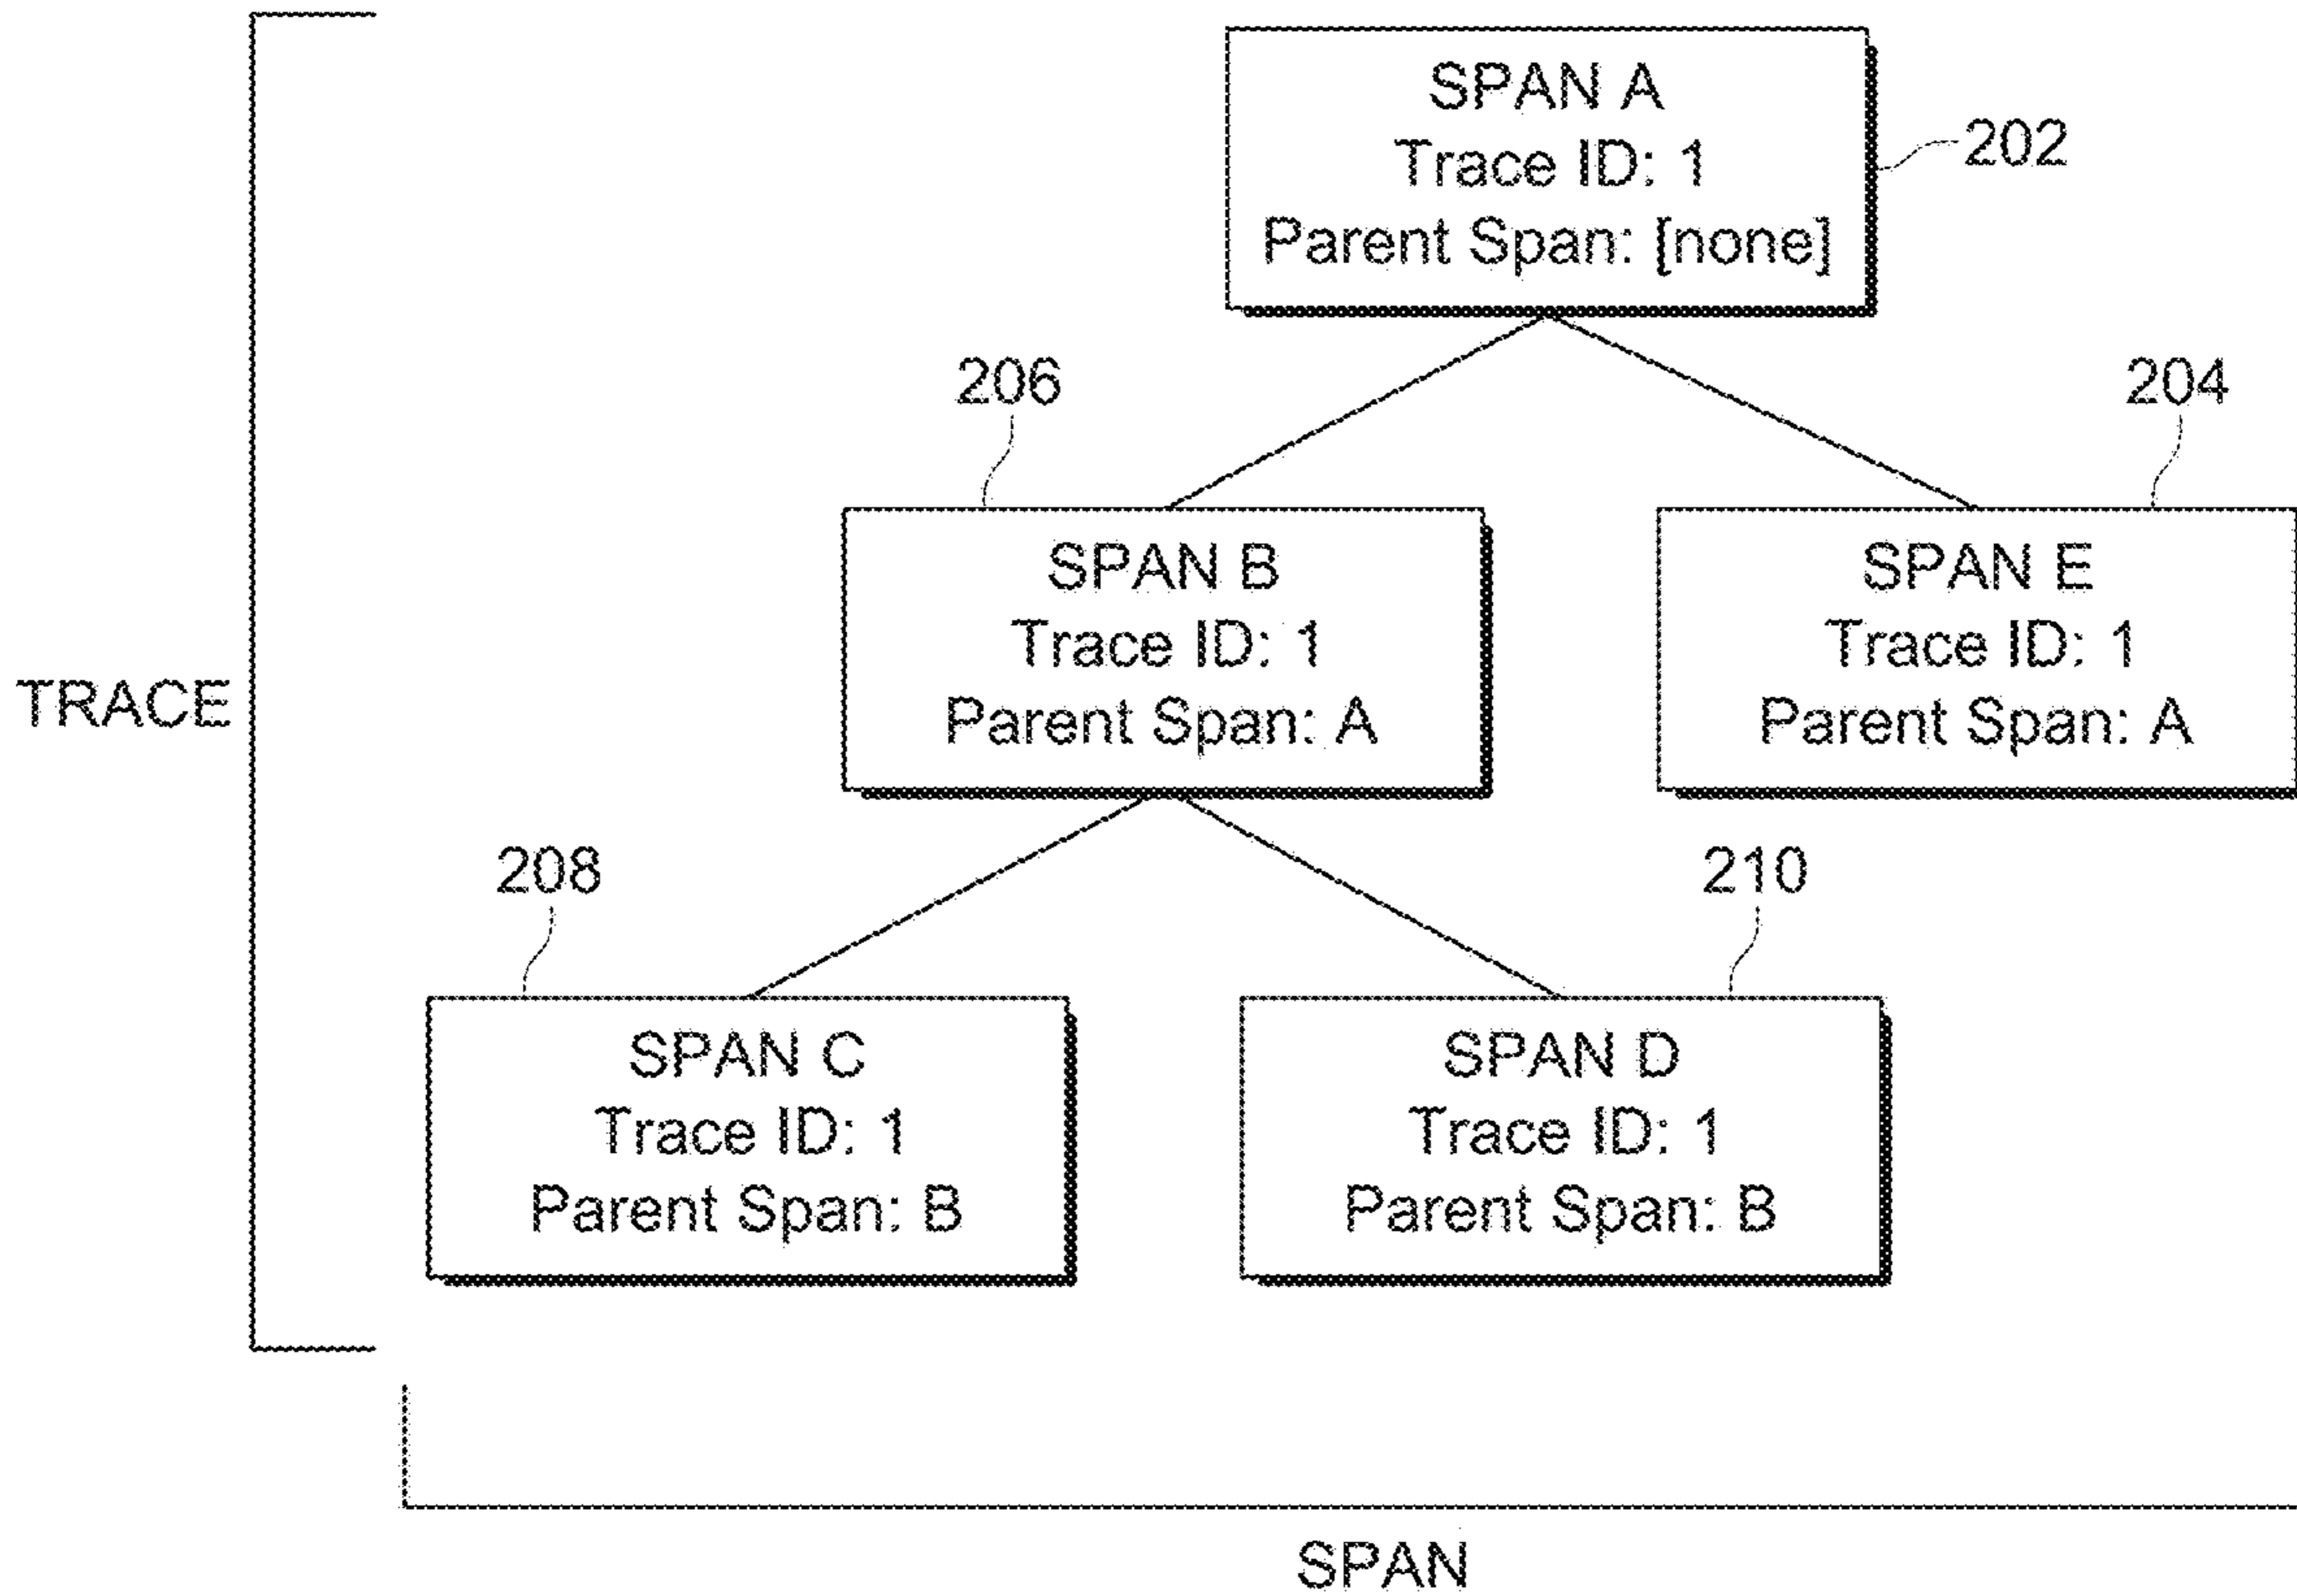 SPAN A
Trace ID: 1
Parent Span: [none]
202
206
204
SPAN B
Trace ID: 1
Parent Span: A
SPAN E
Trace ID: 1
Parent Span: A
TRACE
208
210
SPAN C
Trace ID: 1
Parent Span: B
SPAN D
Trace ID: 1
Parent Span: B
SPAN